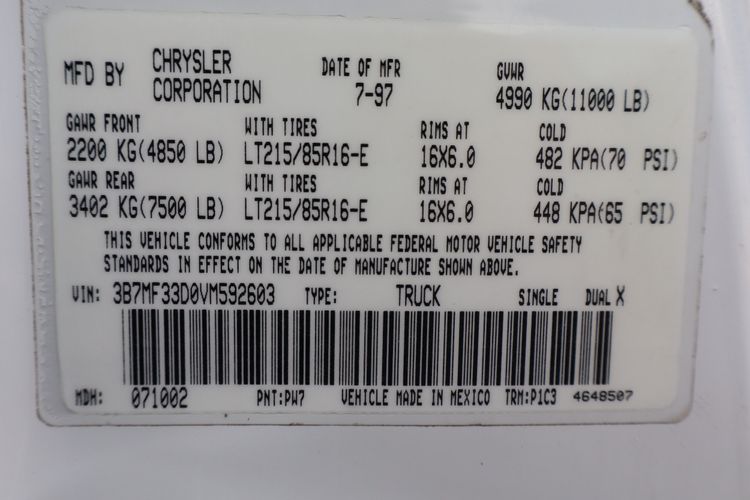 MFD BY CHRYSLER CORPORATION DATE OF MFR 7-97 GVWR 4990 KG(11000 LB)
GAWR FRONT WITH TIRES RIMS AT COLD
2200 KG(4850 LB) LT215/85R16-E 16X6.0 482 KPA(70 PSI)
GAWR REAR WITH TIRES RIMS AT COLD
3402 KG(7500 LB) LT215/85R16-E 16X6.0 448 KPA(65 PSI)
THIS VEHICLE CONFORMS TO ALL APPLICABLE FEDERAL MOTOR VEHICLE SAFETY
STANDARDS IN EFFECT ON THE DATE OF MANUFACTURE SHOWN ABOVE.
VIN: 3B7MF33D0VM592603 TYPE: TRUCK SINGLE DUAL X
MDH: 071002 PNT:PW7 VEHICLE MADE IN MEXICO TRM:P1C3 4648507